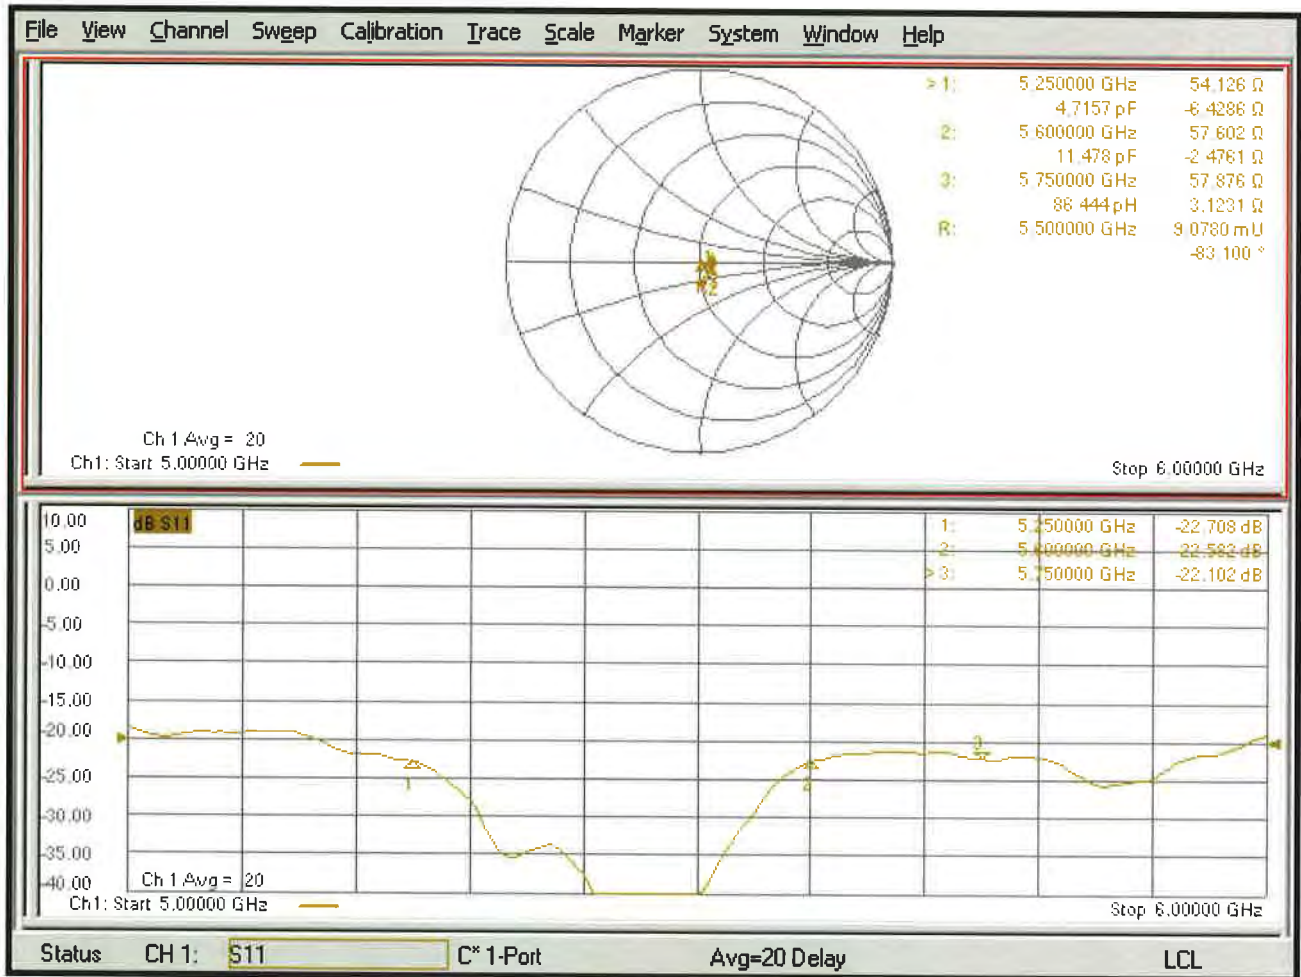 File View Channel Sweep Calibration Trace Scale Marker System Window Help
> 1: 5.250000 GHz 54.126 Ω
4.7157 pF -6.4286 Ω
2: 5.600000 GHz 57.602 Ω
11.478 pF -2.4761 Ω
3: 5.750000 GHz 57.876 Ω
86.444 pH 3.1231 Ω
R: 5.500000 GHz 9.0780 mU
-83.100 °
2
Ch 1 Avg = 20
Ch1: Start 5.00000 GHz
Stop 6.00000 GHz
10.00
5.00
0.00
-5.00
-10.00
-15.00
-20.00
-25.00
-30.00
-35.00
-40.00
dB S11
1: 5.250000 GHz -22.708 dB
2: 5.600000 GHz -22.582 dB
> 3: 5.750000 GHz -22.102 dB
1
2
3
Ch 1 Avg = 20
Ch1: Start 5.00000 GHz
Stop 6.00000 GHz
Status CH 1: S11 C* 1-Port Avg=20 Delay LCL